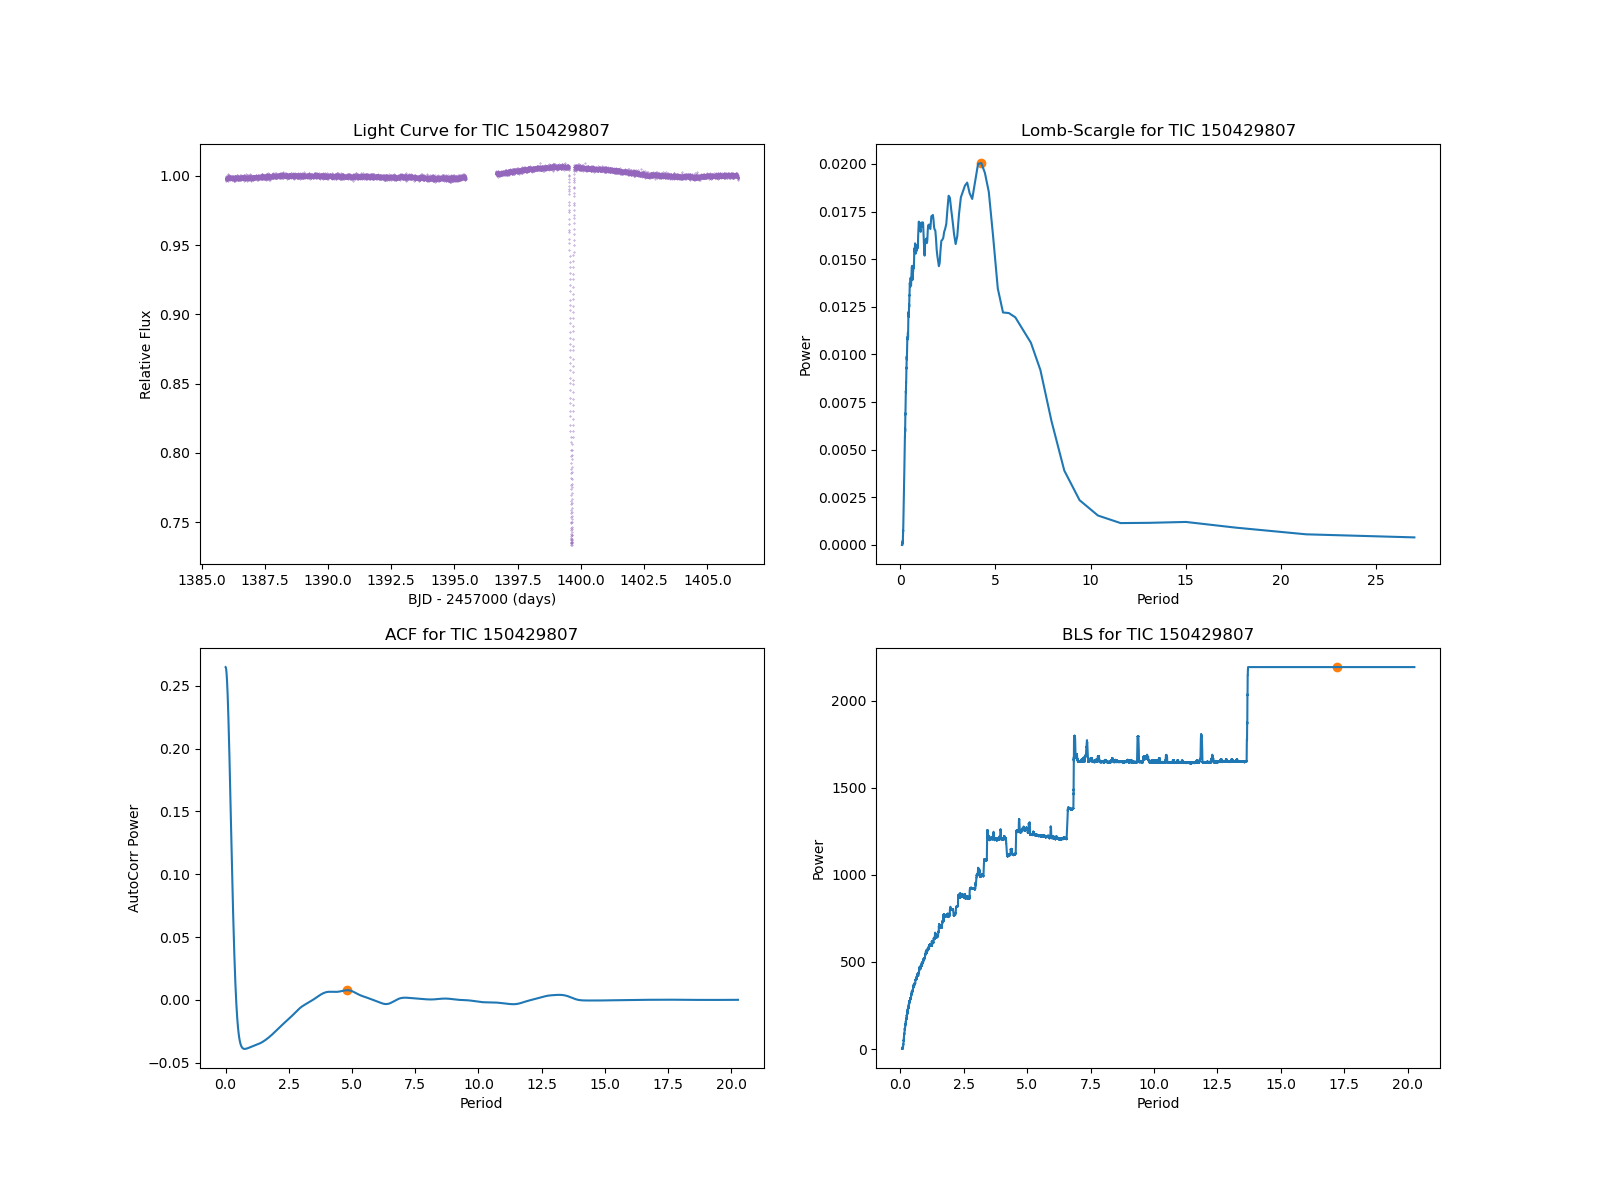 Light Curve for TIC 150429807
1.00
0.95
0.90
0.85
0.80
0.75
Relative Flux
1385.0 1387.5 1390.0 1392.5 1395.0 1397.5 1400.0 1402.5 1405.0
BJD - 2457000 (days)
Lomb-Scargle for TIC 150429807
0.0200
0.0175
0.0150
0.0125
0.0100
0.0075
0.0050
0.0025
0.0000
Power
0 5 10 15 20 25
Period
ACF for TIC 150429807
0.25
0.20
0.15
0.10
0.05
0.00
−0.05
AutoCorr Power
0.0 2.5 5.0 7.5 10.0 12.5 15.0 17.5 20.0
Period
BLS for TIC 150429807
2000
1500
1000
500
0
Power
0.0 2.5 5.0 7.5 10.0 12.5 15.0 17.5 20.0
Period